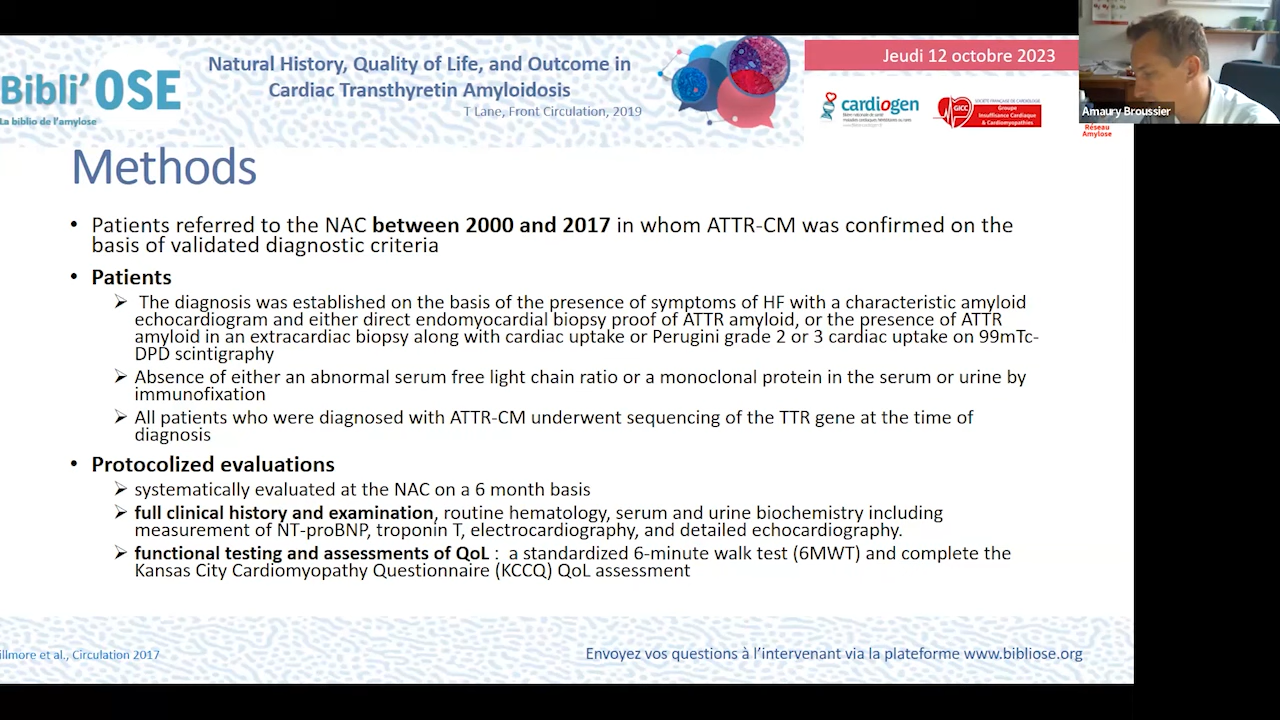 Bibli'OSE
La biblio de l'amylose
Natural History, Quality of Life, and Outcome in
Cardiac Transthyretin Amyloidosis
T Lane, Front Circulation, 2019
Jeudi 12 octobre 2023
cardiogen
GICC
SOCIÉTÉ FRANÇAISE DE CARDIOLOGIE
Groupe
Insuffisance Cardiaque
& Cardiomyopathies
Amaury Broussier
Réseau
Amylose
Methods
• Patients referred to the NAC between 2000 and 2017 in whom ATTR-CM was confirmed on the
basis of validated diagnostic criteria
• Patients
➢ The diagnosis was established on the basis of the presence of symptoms of HF with a characteristic amyloid
echocardiogram and either direct endomyocardial biopsy proof of ATTR amyloid, or the presence of ATTR
amyloid in an extracardiac biopsy along with cardiac uptake or Perugini grade 2 or 3 cardiac uptake on 99mTc-
DPD scintigraphy
➢ Absence of either an abnormal serum free light chain ratio or a monoclonal protein in the serum or urine by
immunofixation
➢ All patients who were diagnosed with ATTR-CM underwent sequencing of the TTR gene at the time of
diagnosis
• Protocolized evaluations
➢ systematically evaluated at the NAC on a 6 month basis
➢ full clinical history and examination, routine hematology, serum and urine biochemistry including
measurement of NT-proBNP, troponin T, electrocardiography, and detailed echocardiography.
➢ functional testing and assessments of QoL : a standardized 6-minute walk test (6MWT) and complete the
Kansas City Cardiomyopathy Questionnaire (KCCQ) QoL assessment
illmore et al., Circulation 2017
Envoyez vos questions à l'intervenant via la plateforme www.bibliose.org